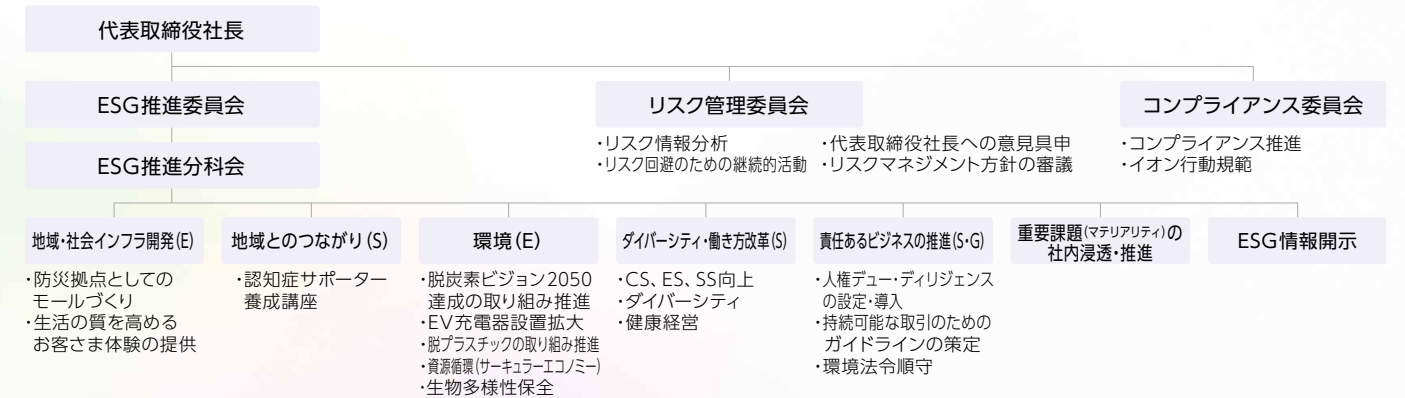 代表取締役社長
ESG推進委員会
リスク管理委員会
コンプライアンス委員会
・リスク情報分析
・リスク回避のための継続的活動
・代表取締役社長への意見具申
・リスクマネジメント方針の審議
・コンプライアンス推進
・イオン行動規範
ESG推進分科会
地域・社会インフラ開発(E)
・防災拠点としての
モールづくり
・生活の質を高める
お客さま体験の提供
地域とのつながり(S)
・認知症サポーター
養成講座
環境(E)
・脱炭素ビジョン2050
達成の取り組み推進
・EV充電器設置拡大
・脱プラスチックの取り組み推進
・資源循環(サーキュラーエコノミー)
・生物多様性保全
ダイバーシティ・働き方改革(S)
・CS、ES、SS向上
・ダイバーシティ
・健康経営
責任あるビジネスの推進(S・G)
・人権デュー・ディリジェンス
の設定・導入
・持続可能な取引のための
ガイドラインの策定
・環境法令順守
重要課題(マテリアリティ)の
社内浸透・推進
ESG情報開示